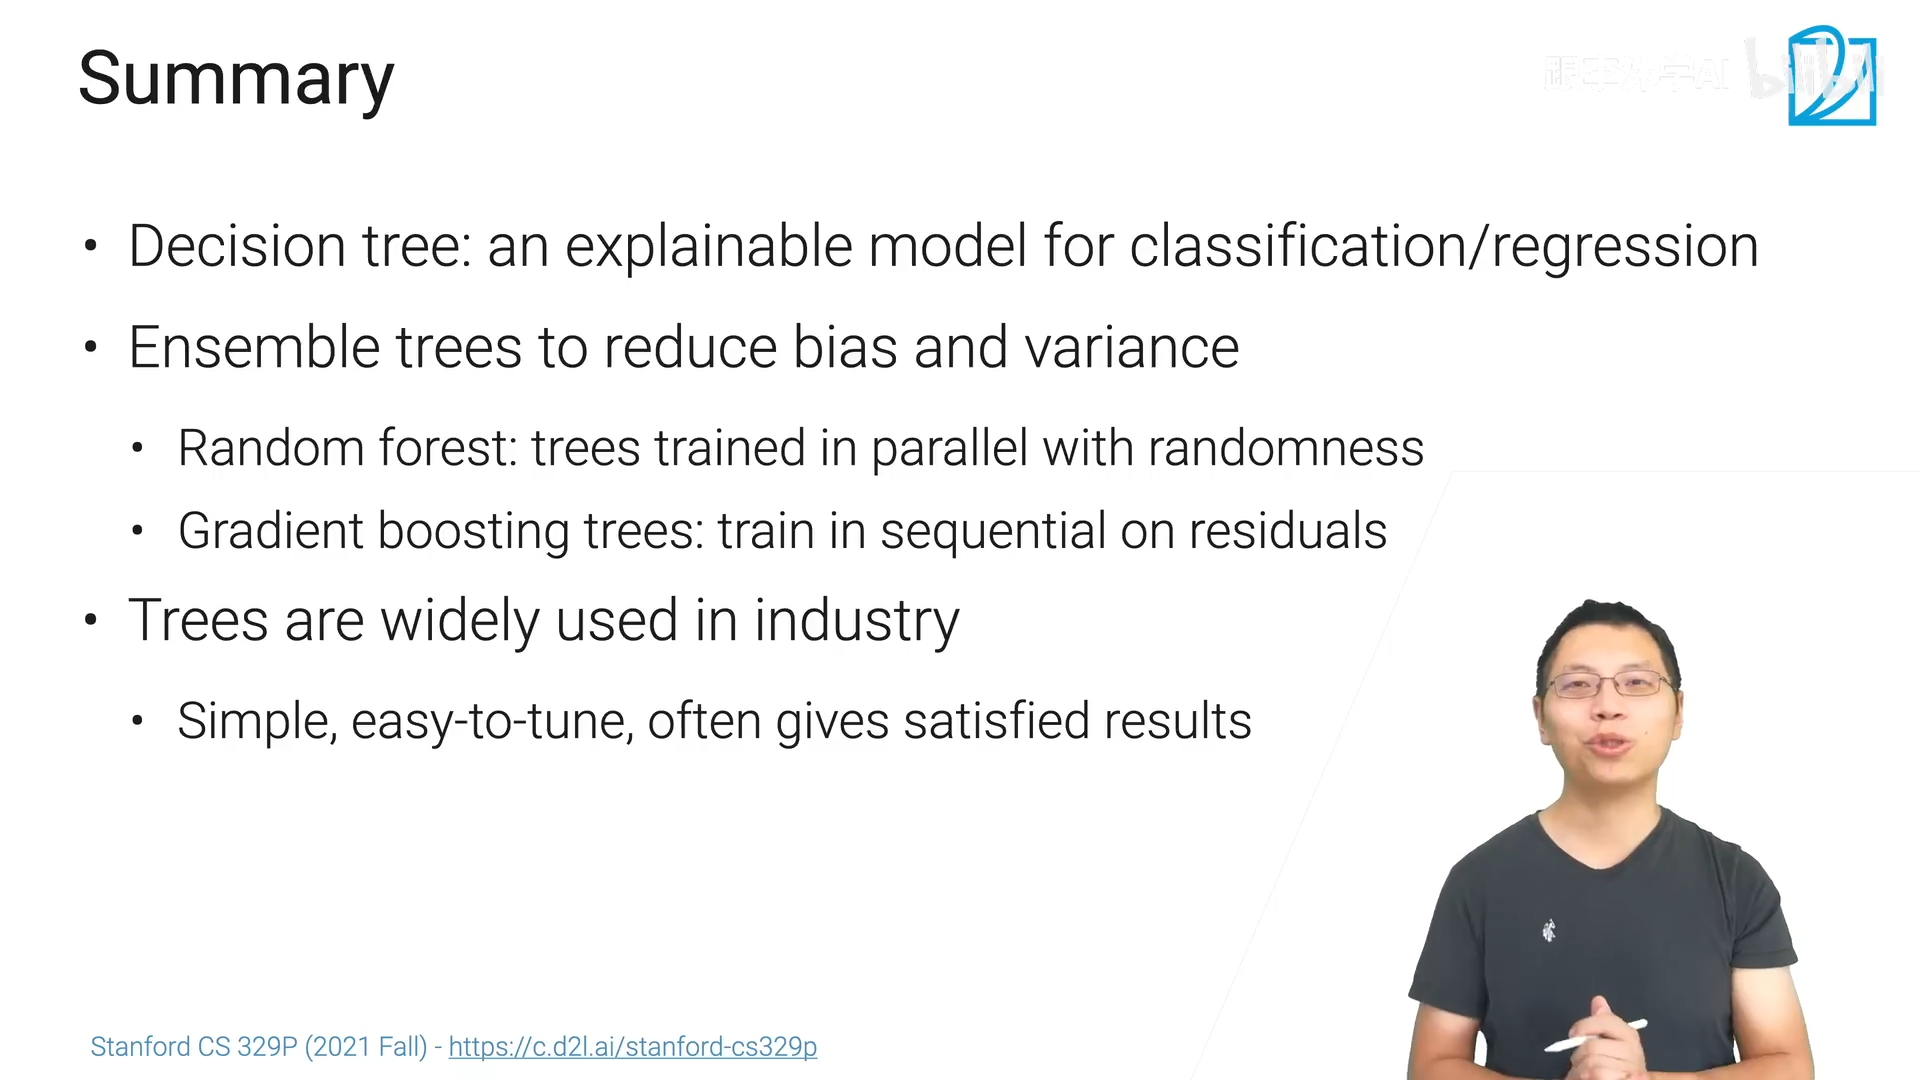 Summary
跟李沐学AI bilibili
• Decision tree: an explainable model for classification/regression
• Ensemble trees to reduce bias and variance
• Random forest: trees trained in parallel with randomness
• Gradient boosting trees: train in sequential on residuals
• Trees are widely used in industry
• Simple, easy-to-tune, often gives satisfied results
Stanford CS 329P (2021 Fall) - https://c.d2l.ai/stanford-cs329p